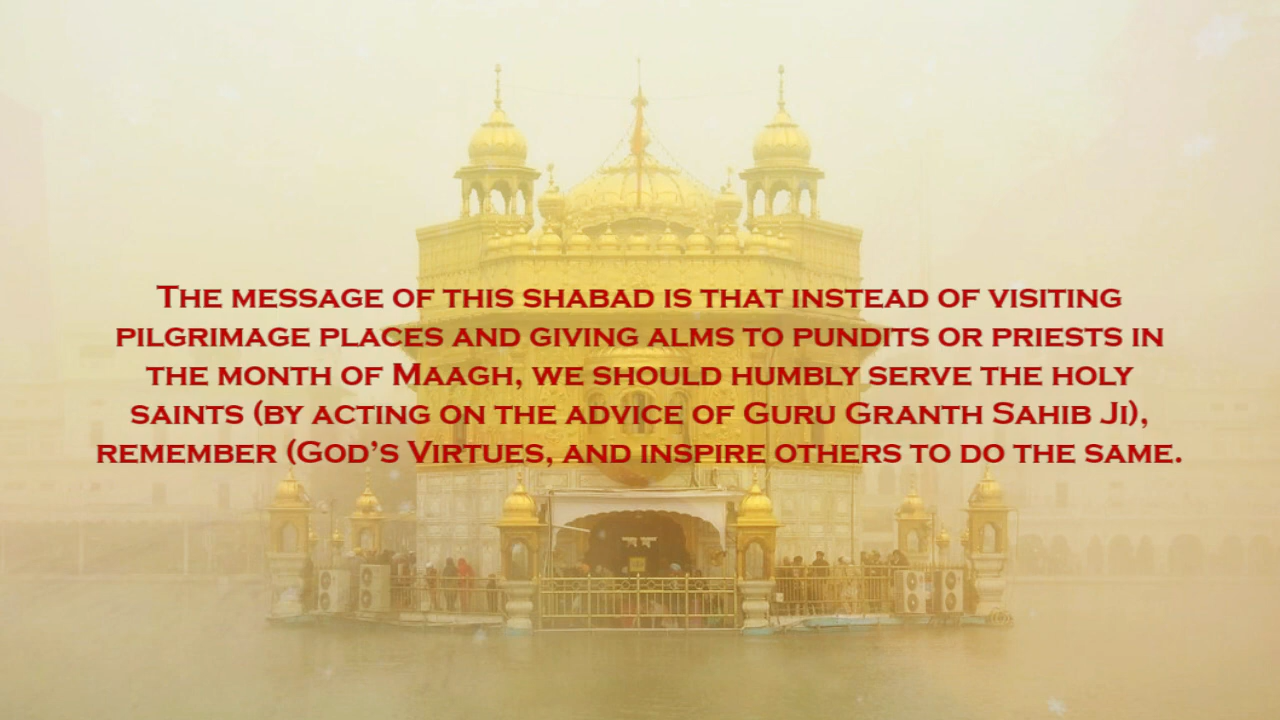 The message of this shabad is that instead of visiting
pilgrimage places and giving alms to pundits or priests in
the month of Maagh, we should humbly serve the holy
saints (by acting on the advice of Guru Granth Sahib Ji),
remember (God’s Virtues, and inspire others to do the same.